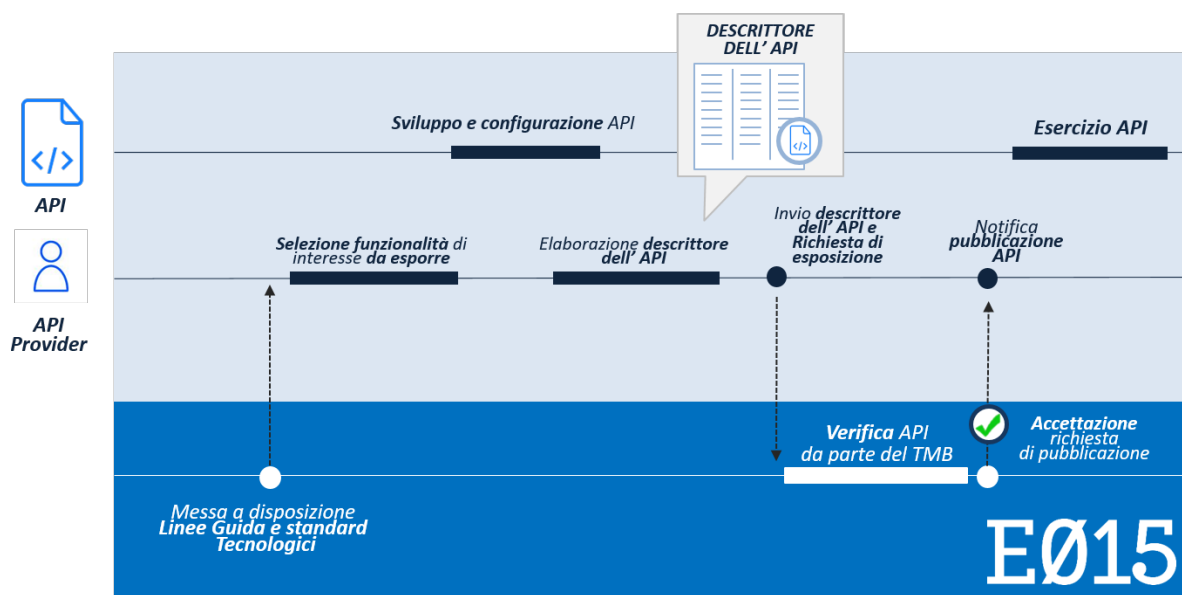 DESCRITTORE
DELL' API
Sviluppo e configurazione API
Esercizio API
</>
</>
API
Selezione funzionalità di
interesse da esporre
Elaborazione descrittore
dell' API
Invio descrittore
dell' API e
Richiesta di
esposizione
Notifica
pubblicazione
API
API
Provider
Verifica API
da parte del TMB
Accettazione
richiesta
di pubblicazione
Messa a disposizione
Linee Guida e standard
Tecnologici
EØ15